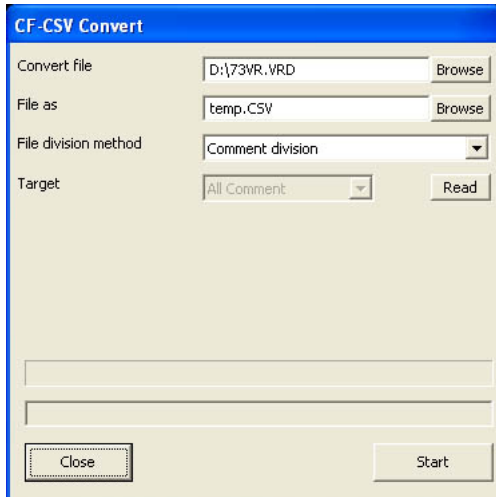 CF-CSV Convert
Convert file D:\73VR.VRD Browse
File as temp.CSV Browse
File division method Comment division
Target All Comment Read
Close Start